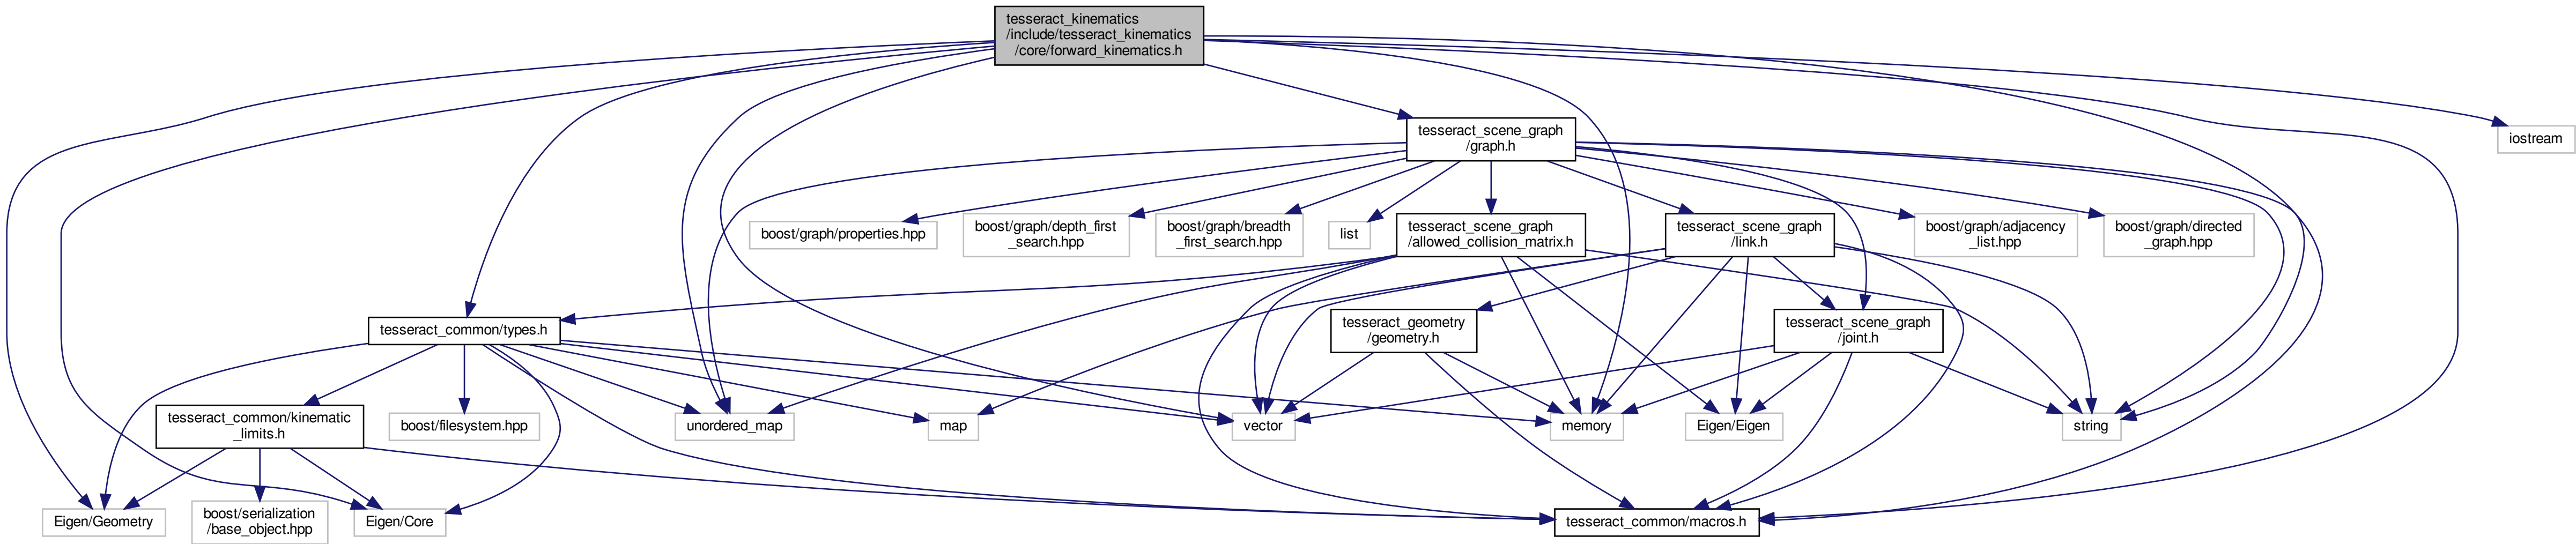 tesseract_kinematics
/include/tesseract_kinematics
/core/forward_kinematics.h
tesseract_scene_graph
/graph.h
iostream
boost/graph/properties.hpp
boost/graph/depth_first
_search.hpp
boost/graph/breadth
_first_search.hpp
list
tesseract_scene_graph
/allowed_collision_matrix.h
tesseract_scene_graph
/link.h
boost/graph/adjacency
_list.hpp
boost/graph/directed
_graph.hpp
tesseract_common/types.h
tesseract_geometry
/geometry.h
tesseract_scene_graph
/joint.h
tesseract_common/kinematic
_limits.h
boost/filesystem.hpp
unordered_map
map
vector
memory
Eigen/Eigen
string
Eigen/Geometry
boost/serialization
/base_object.hpp
Eigen/Core
tesseract_common/macros.h